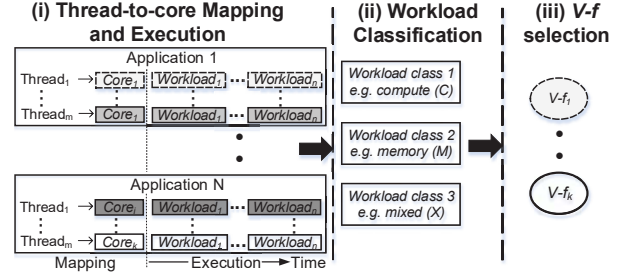 (i) Thread-to-core Mapping and Execution
(ii) Workload Classification
(iii) V-f selection
Application 1
Thread1 → Core1 Workload1 ... Workloadn
Threadm → Core1 Workload1 ... Workloadn
Application N
Thread1 → Corei Workload1 ... Workloadn
Threadm → Corek Workload1 ... Workloadn
Mapping Execution Time
Workload class 1
e.g. compute (C)
Workload class 2
e.g. memory (M)
Workload class 3
e.g. mixed (X)
V-f1
V-fk